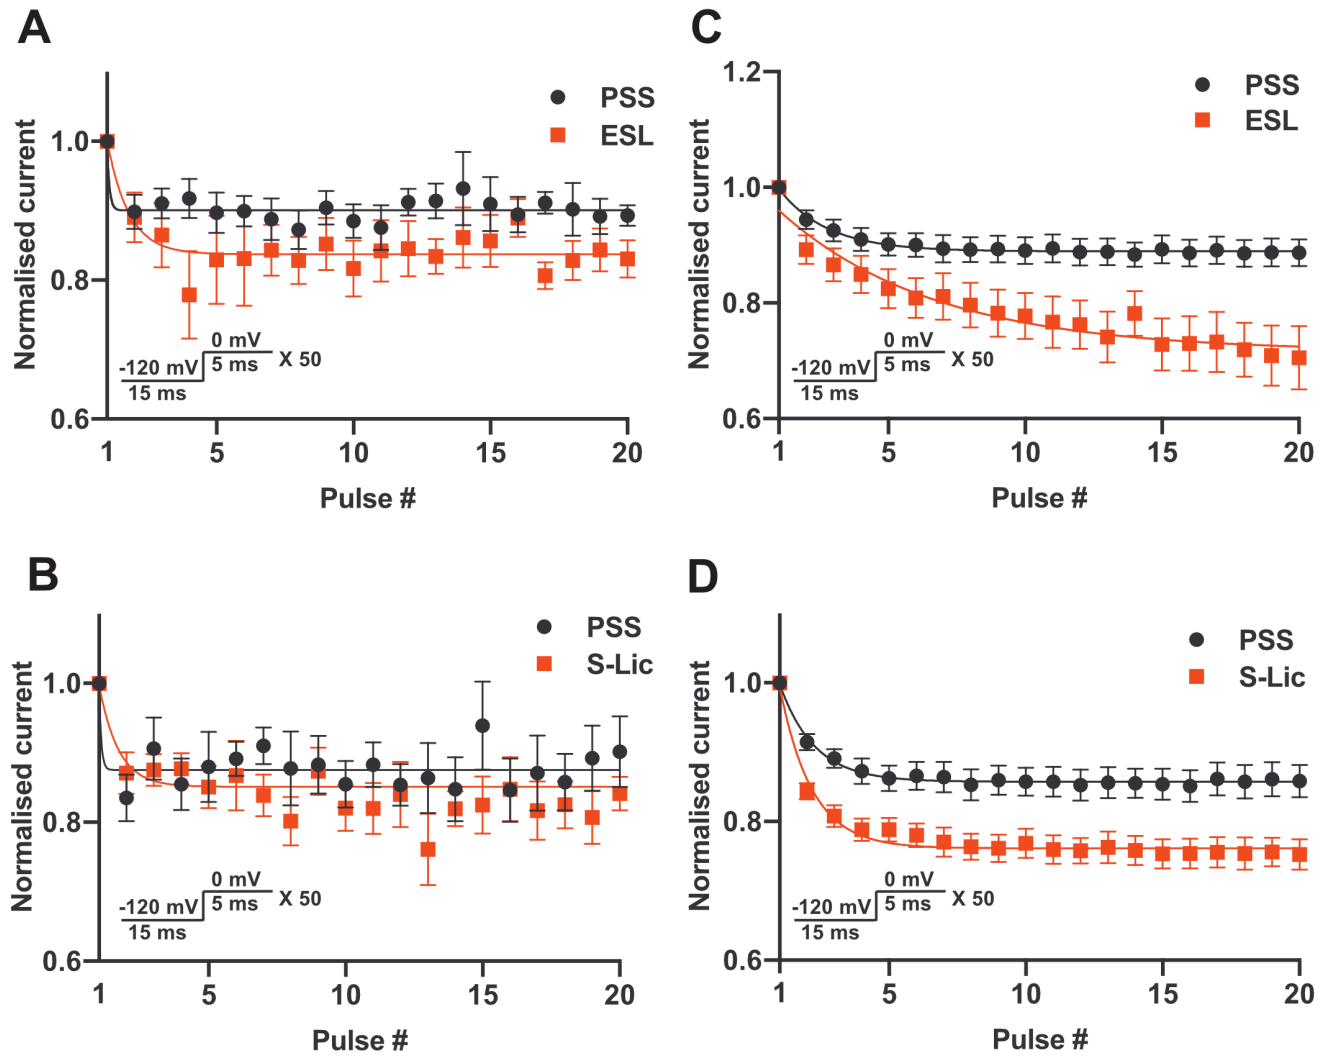 A
PSS
ESL
Normalised current
1.0
0.8
0.6
0 mV
-120 mV
5 ms
X 50
15 ms
1
5
10
15
20
Pulse #
C
PSS
ESL
Normalised current
1.2
1.0
0.8
0.6
0 mV
-120 mV
5 ms
X 50
15 ms
1
5
10
15
20
Pulse #
B
PSS
S-Lic
Normalised current
1.0
0.8
0.6
0 mV
-120 mV
5 ms
X 50
15 ms
1
5
10
15
20
Pulse #
D
PSS
S-Lic
Normalised current
1.0
0.8
0.6
0 mV
-120 mV
5 ms
X 50
15 ms
1
5
10
15
20
Pulse #